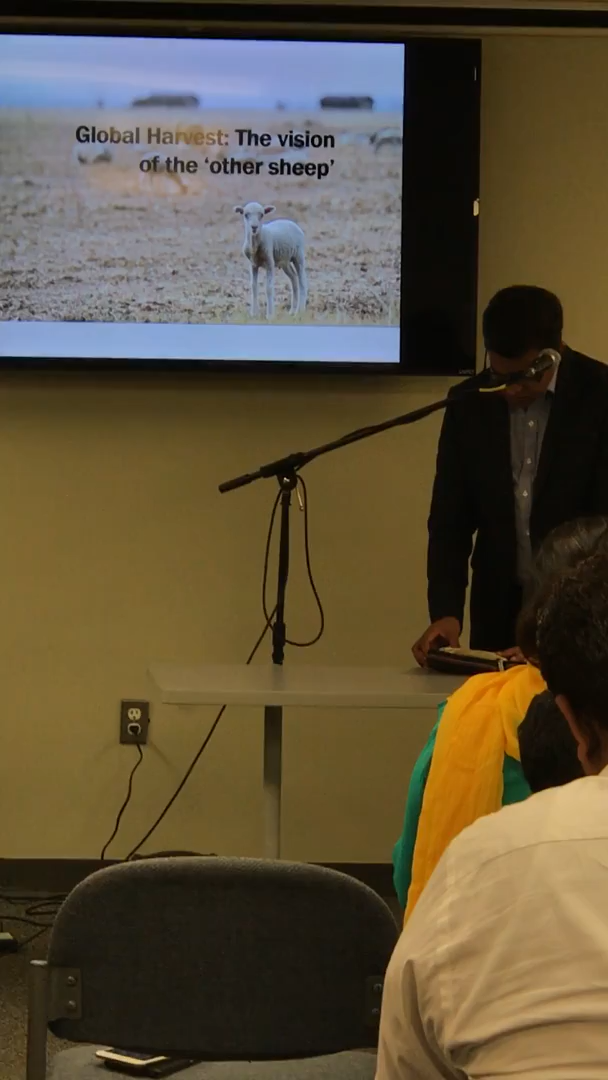 Global Harvest: The vision
of the ‘other sheep’